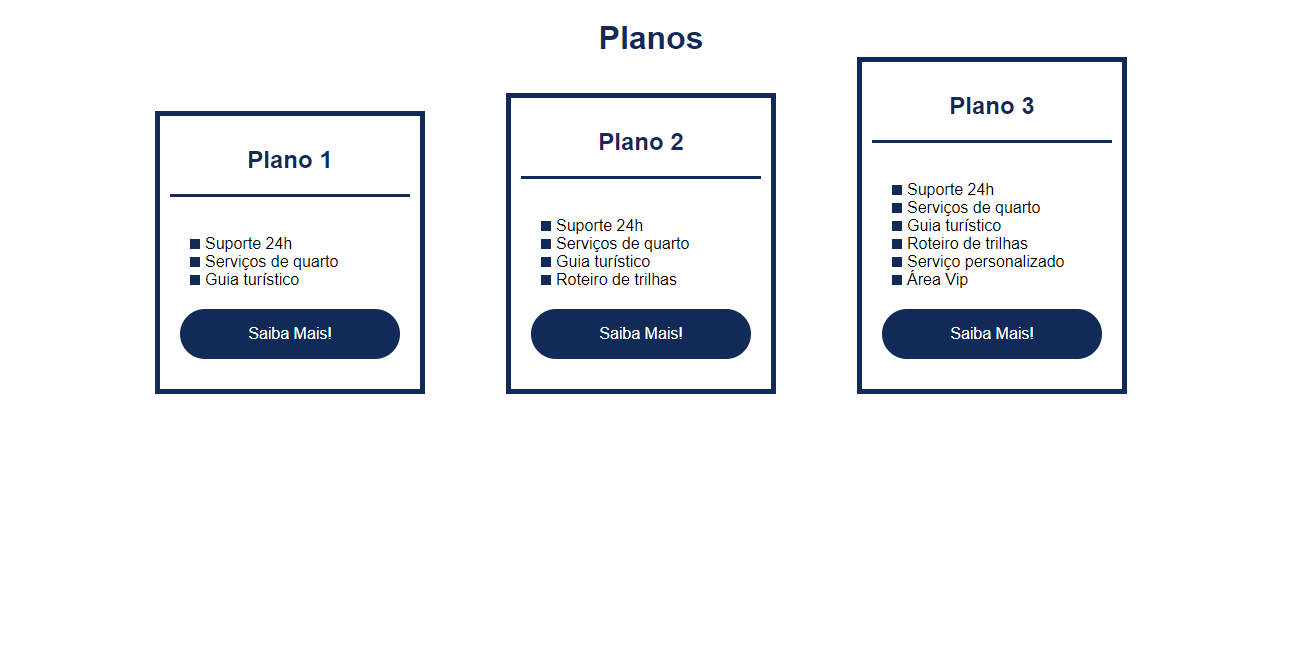 Planos
Plano 1
Suporte 24h
Serviços de quarto
Guia turístico
Saiba Mais!
Plano 2
Suporte 24h
Serviços de quarto
Guia turístico
Roteiro de trilhas
Saiba Mais!
Plano 3
Suporte 24h
Serviços de quarto
Guia turístico
Roteiro de trilhas
Serviço personalizado
Área Vip
Saiba Mais!